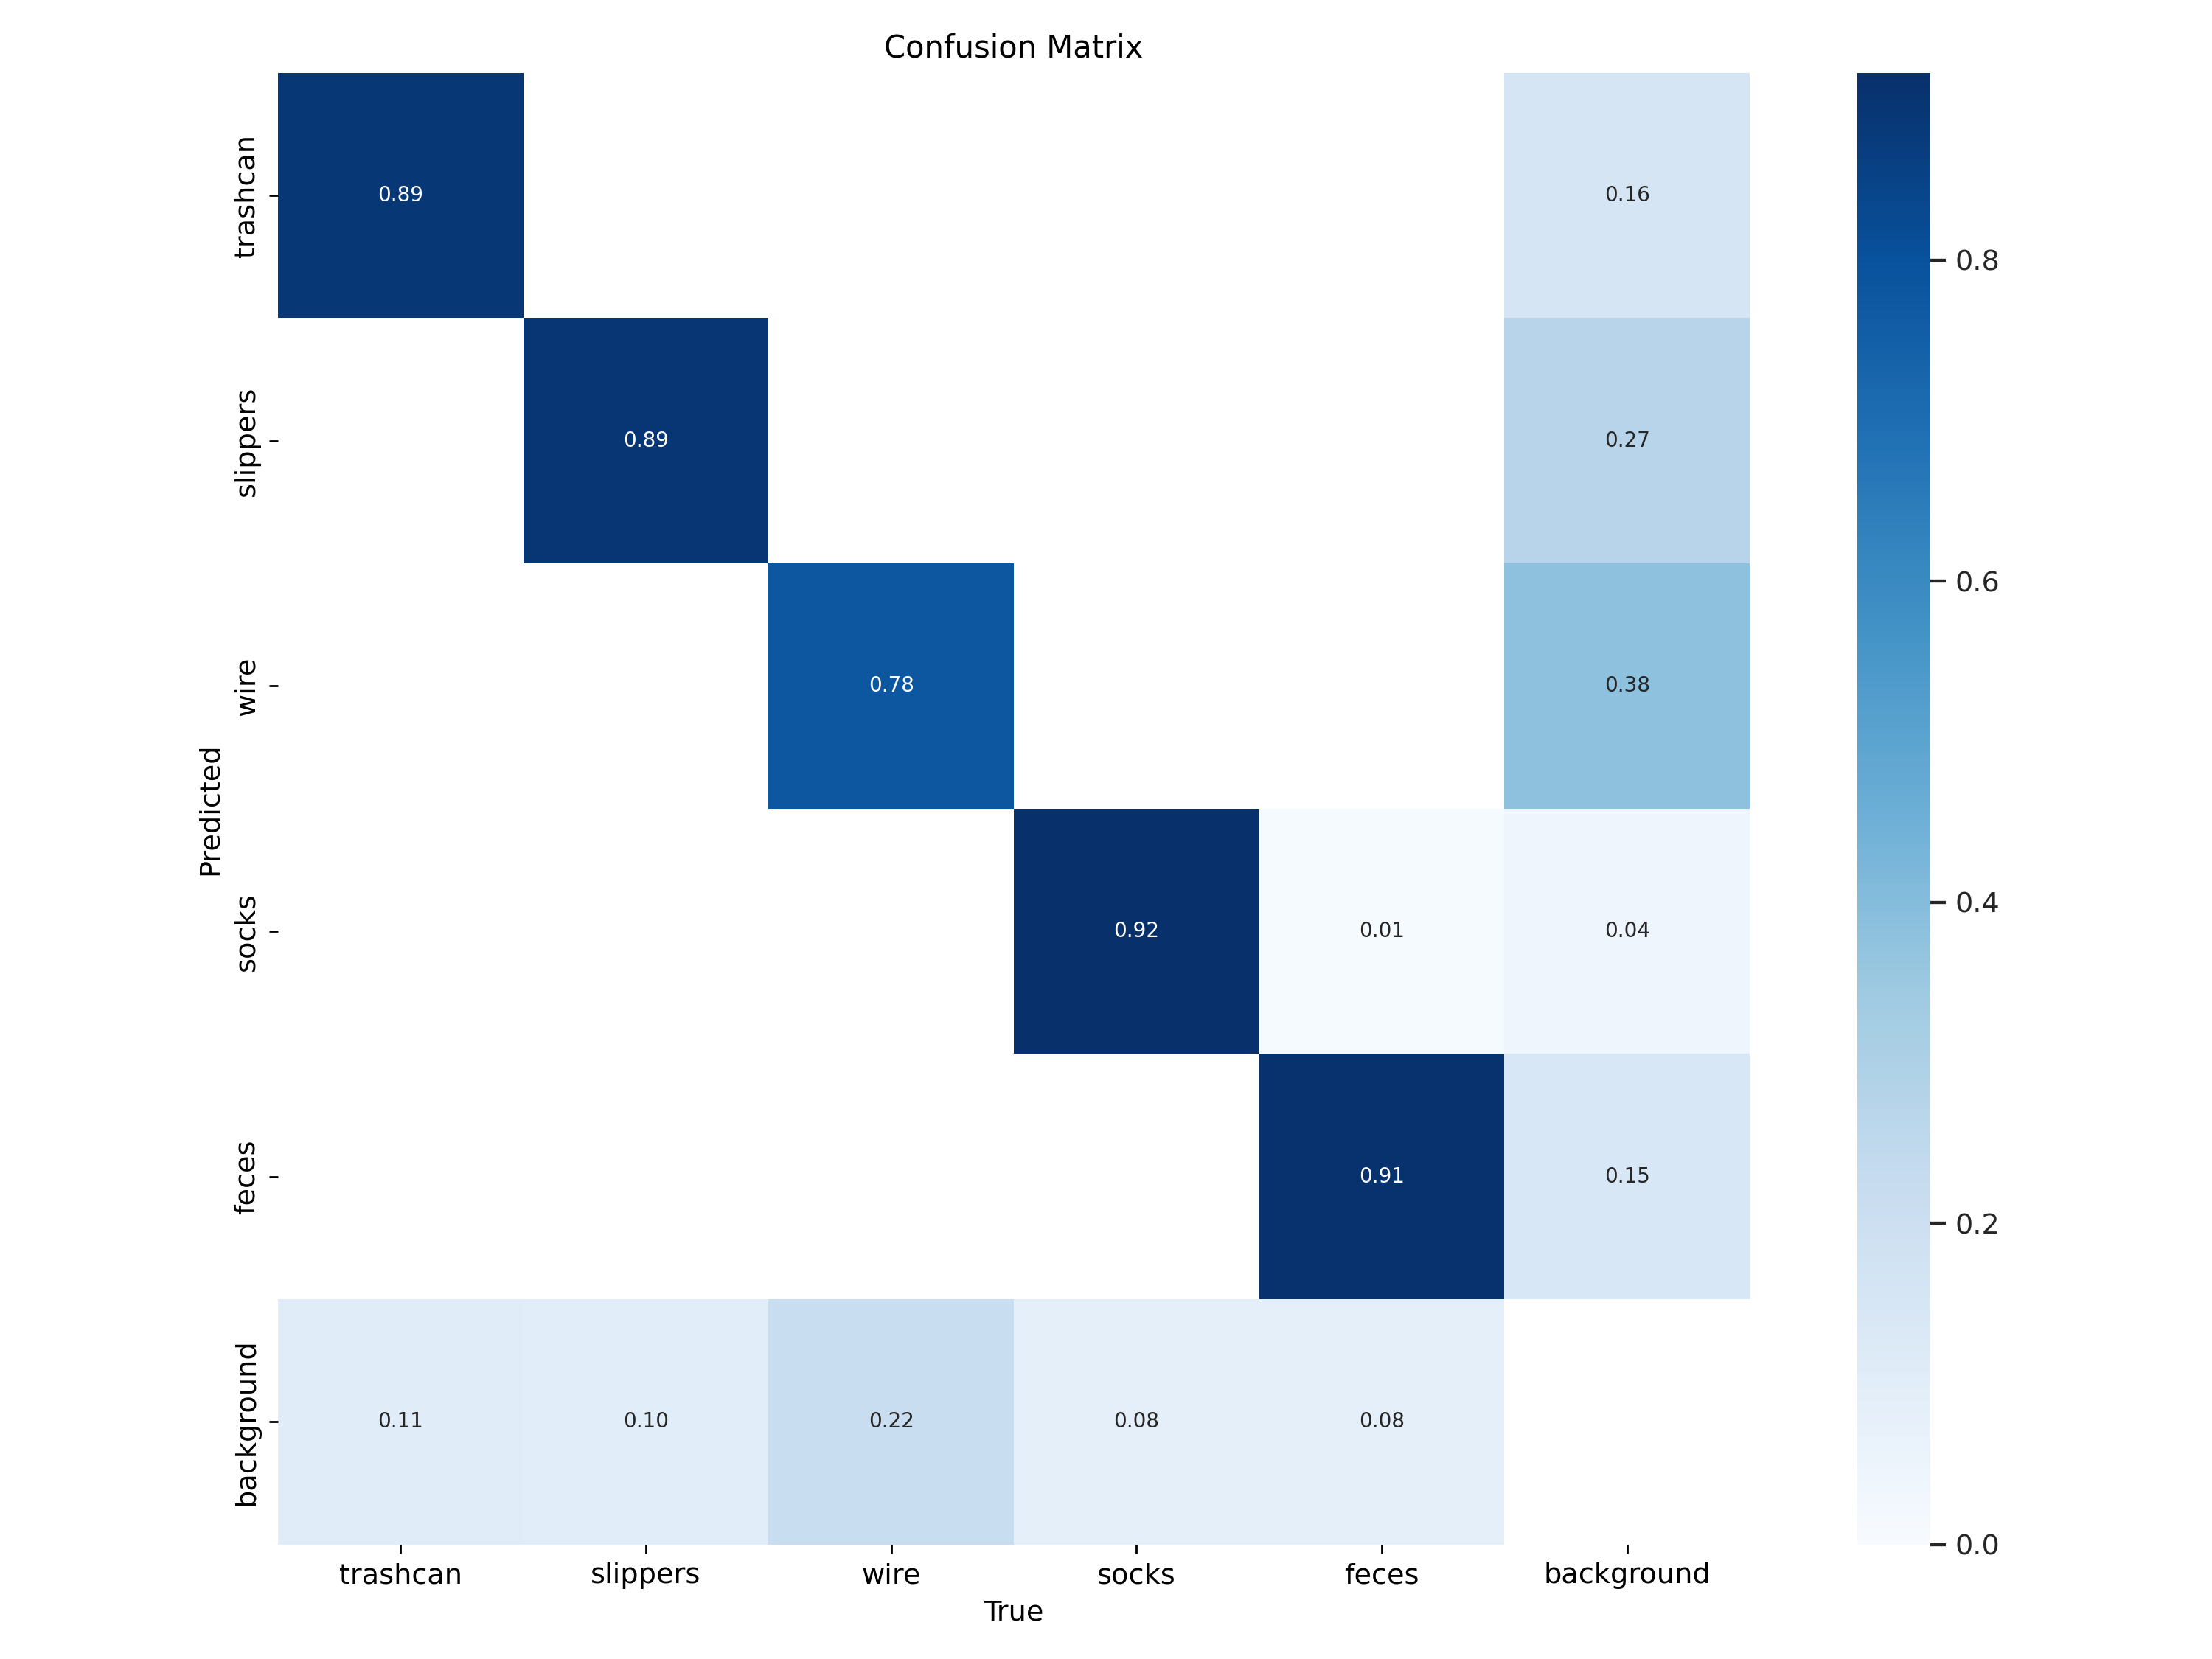 Confusion Matrix
trashcan
0.89
0.16
0.8
slippers
0.89
0.27
0.6
wire
0.78
0.38
Predicted
0.4
socks
0.92
0.01
0.04
feces
0.91
0.15
0.2
background
0.11
0.10
0.22
0.08
0.08
0.0
trashcan
slippers
wire
socks
feces
background
True